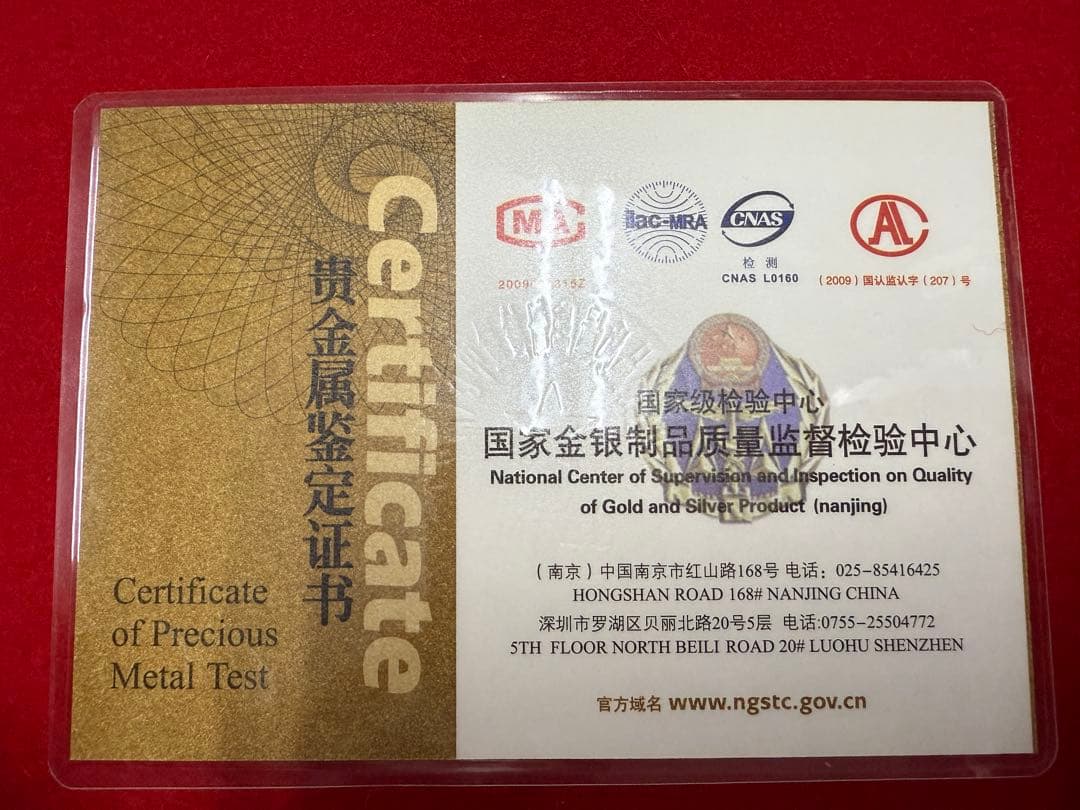 Certificate
贵金属鉴定证书
Certificate
of Precious
Metal Test
MA
ilac-MRA
CNAS
CAL
检 测
CNAS L0160
(2009) 国认监认字 (207) 号
国家级检验中心
国家金银制品质量监督检验中心
National Center of Supervision and Inspection on Quality
of Gold and Silver Product (nanjing)
（南京）中国南京市红山路168号 电话：025-85416425
HONGSHAN ROAD 168# NANJING CHINA
深圳市罗湖区贝丽北路20号5层 电话:0755-25504772
5TH FLOOR NORTH BEILI ROAD 20# LUOHU SHENZHEN
官方域名 www.ngstc.gov.cn